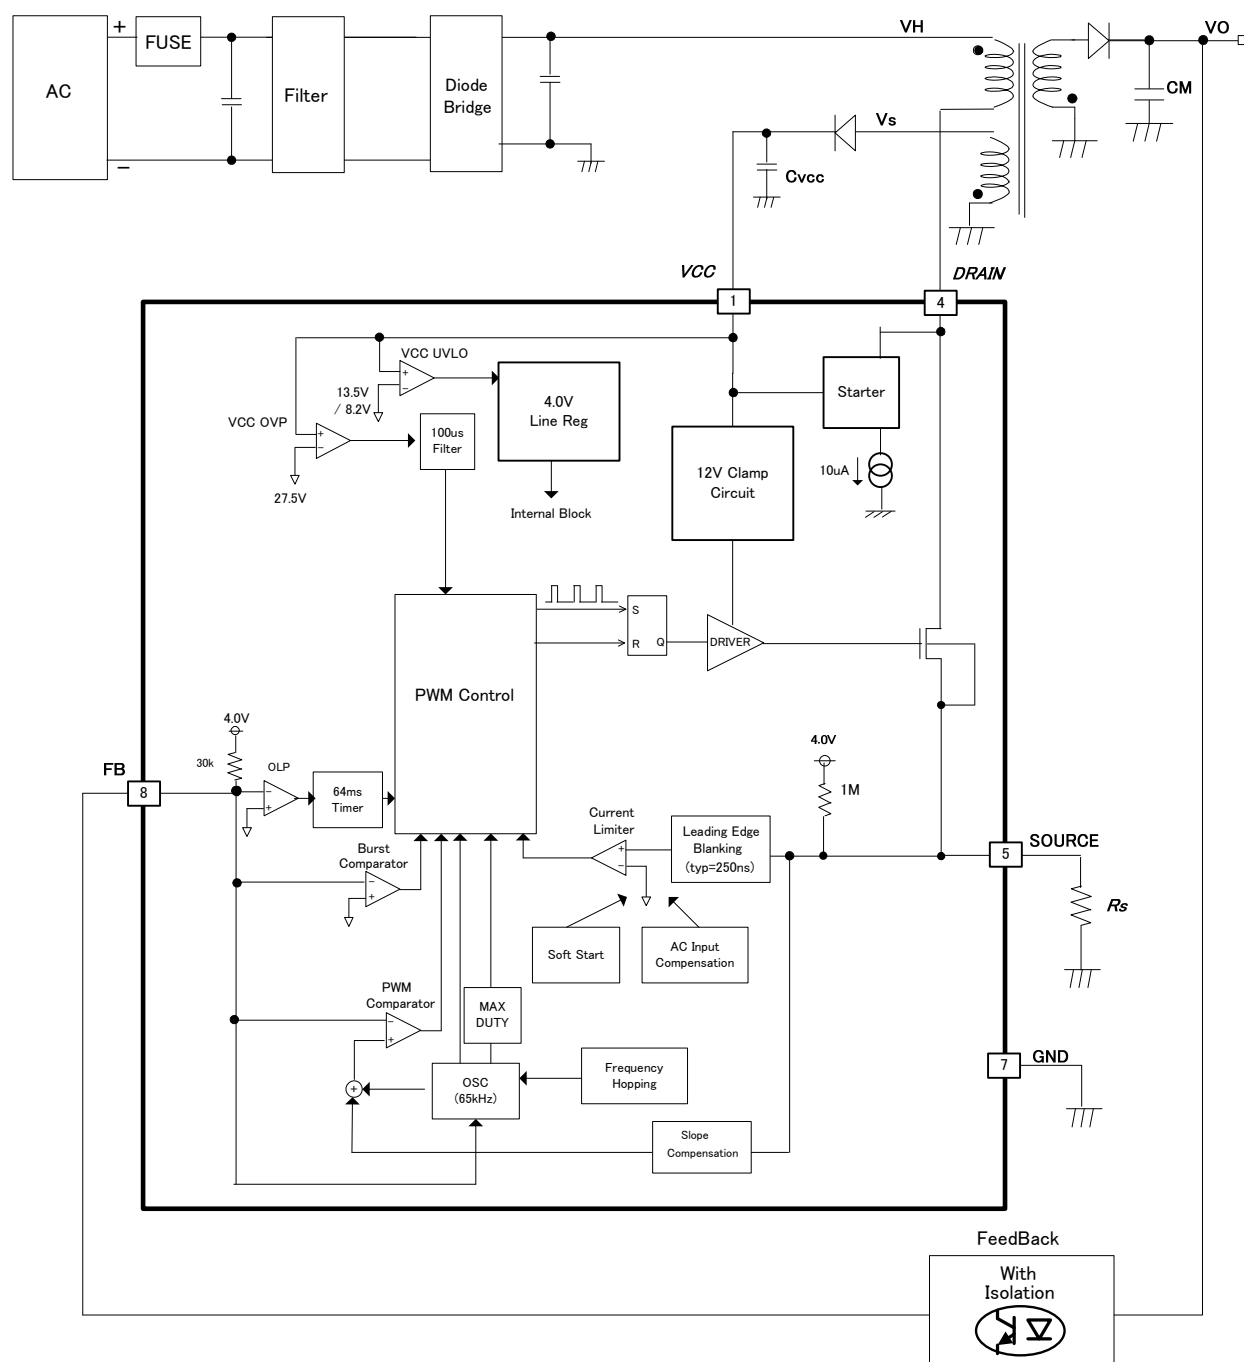 VH
VO
+
FUSE
AC
Filter
Diode
Bridge
CM
Vs
Cvcc
−
VCC
DRAIN
1
4
VCC UVLO
+
−
13.5V
/ 8.2V
4.0V
Line Reg
Starter
VCC OVP
+
−
100us
Filter
27.5V
12V Clamp
Circuit
10uA
Internal Block
S
R
Q
DRIVER
PWM Control
4.0V
30k
OLP
FB
8
−
+
64ms
Timer
4.0V
1M
Current
Limiter
+
−
Leading Edge
Blanking
(typ=250ns)
SOURCE
5
Burst
Comparator
−
+
Rs
Soft Start
AC Input
Compensation
PWM
Comparator
−
+
MAX
DUTY
GND
7
+
OSC
(65kHz)
Frequency
Hopping
Slope
Compensation
FeedBack
With
Isolation